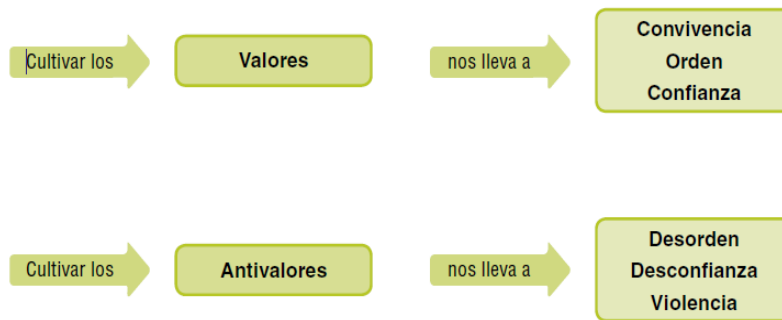 Cultivar los
Valores
nos lleva a
Convivencia
Orden
Confianza
Cultivar los
Antivalores
nos lleva a
Desorden
Desconfianza
Violencia